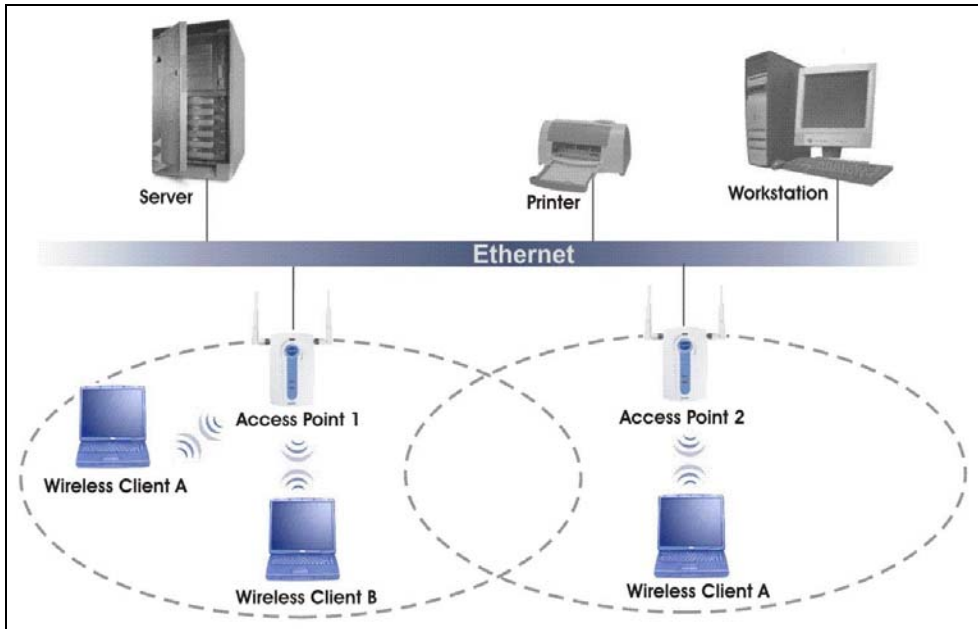 Server
Printer
Workstation
Ethernet
Access Point 1
Access Point 2
Wireless Client A
Wireless Client B
Wireless Client A